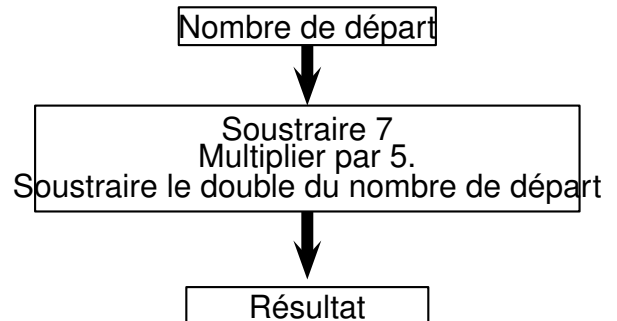 Nombre de départ
Soustraire 7
Multiplier par 5.
Soustraire le double du nombre de départ
Résultat